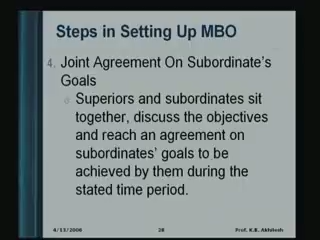 Steps in Setting Up MBO
4. Joint Agreement On Subordinate's
Goals
o Superiors and subordinates sit
together, discuss the objectives
and reach an agreement on
subordinates' goals to be
achieved by them during the
stated time period.
6/13/2006 28 Prof. K.B. Akhilesh